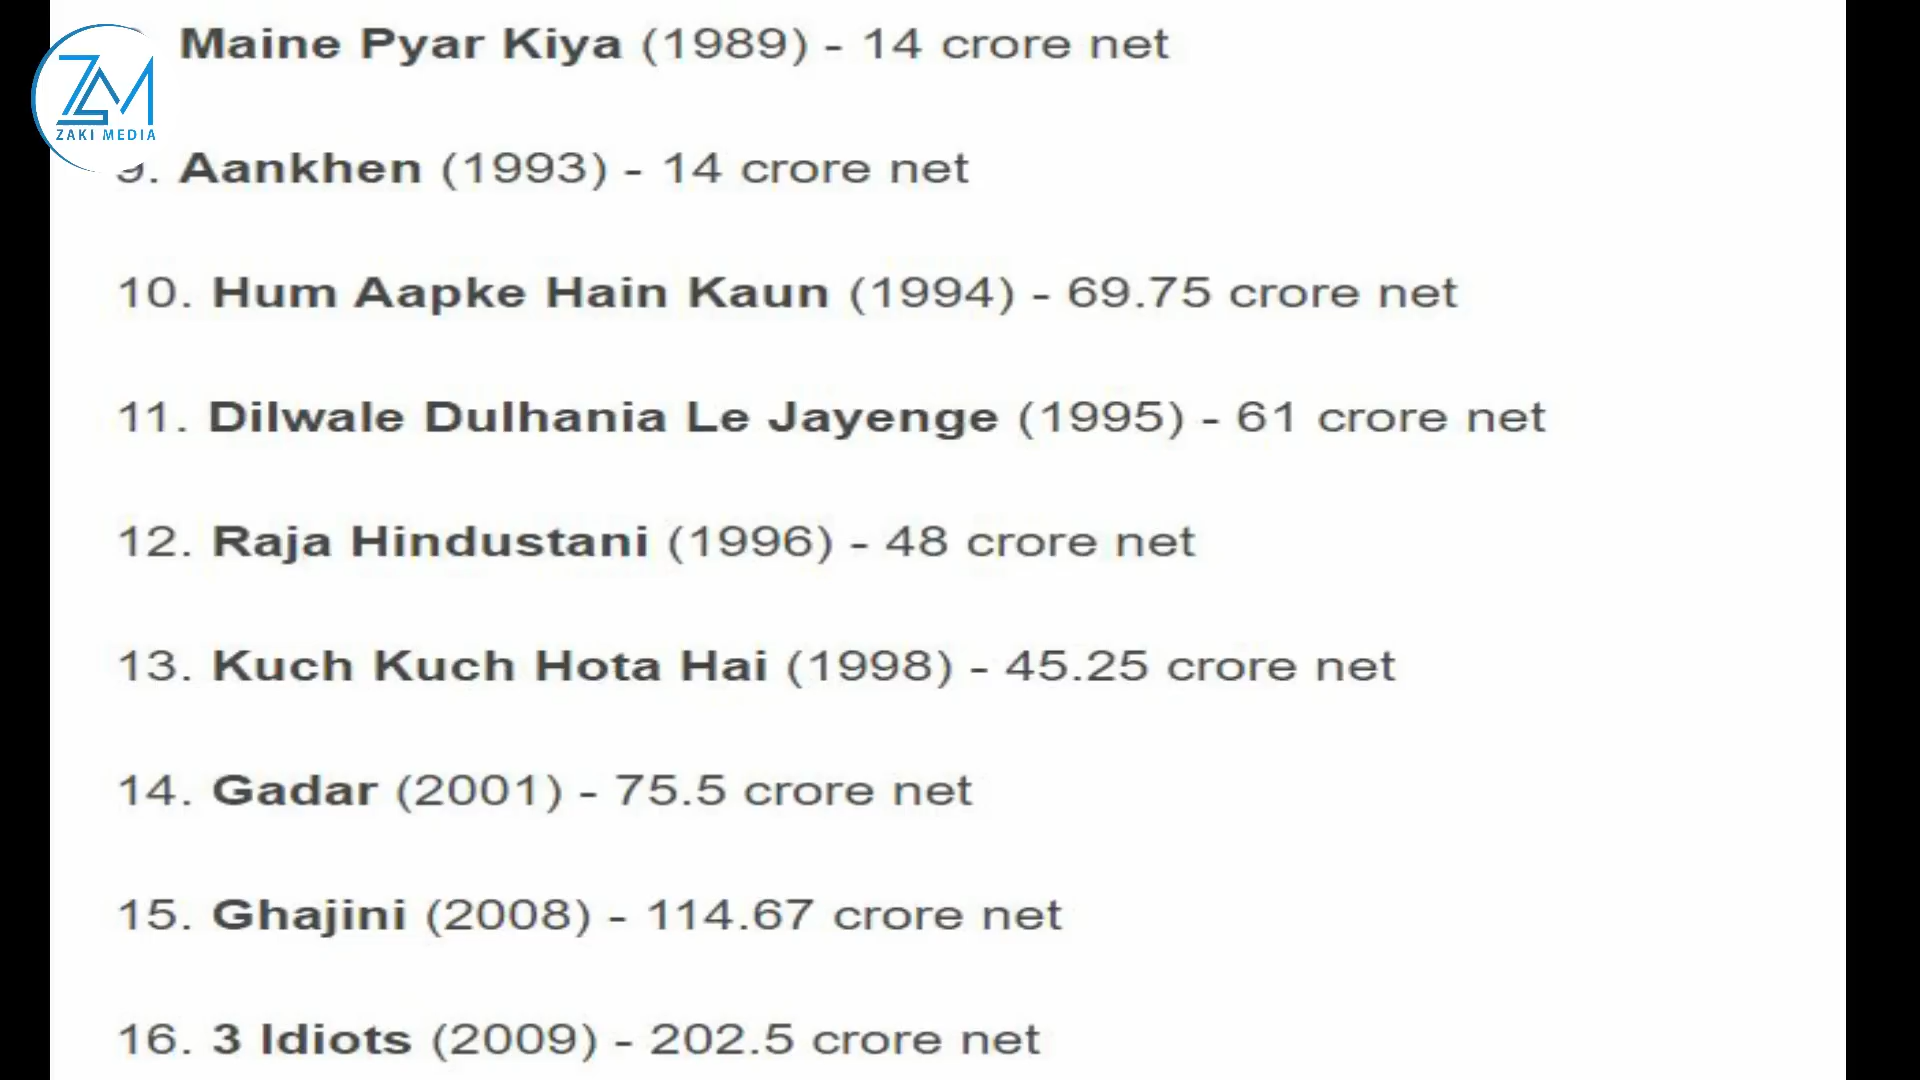 Maine Pyar Kiya (1989) - 14 crore net
ZM
ZAKI MEDIA
9. Aankhen (1993) - 14 crore net
10. Hum Aapke Hain Kaun (1994) - 69.75 crore net
11. Dilwale Dulhania Le Jayenge (1995) - 61 crore net
12. Raja Hindustani (1996) - 48 crore net
13. Kuch Kuch Hota Hai (1998) - 45.25 crore net
14. Gadar (2001) - 75.5 crore net
15. Ghajini (2008) - 114.67 crore net
16. 3 Idiots (2009) - 202.5 crore net